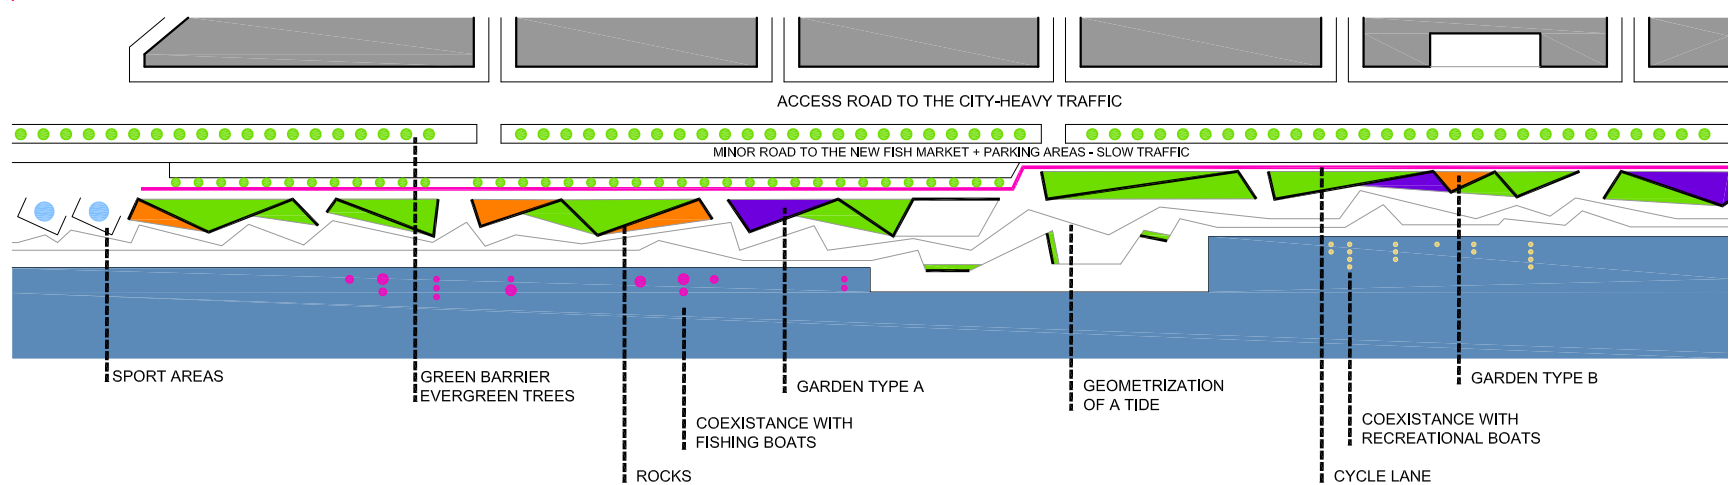 ACCESS ROAD TO THE CITY-HEAVY TRAFFIC
MINOR ROAD TO THE NEW FISH MARKET + PARKING AREAS - SLOW TRAFFIC
SPORT AREAS
GREEN BARRIER
EVERGREEN TREES
ROCKS
COEXISTANCE WITH
FISHING BOATS
GARDEN TYPE A
GEOMETRIZATION
OF A TIDE
CYCLE LANE
COEXISTANCE WITH
RECREATIONAL BOATS
GARDEN TYPE B